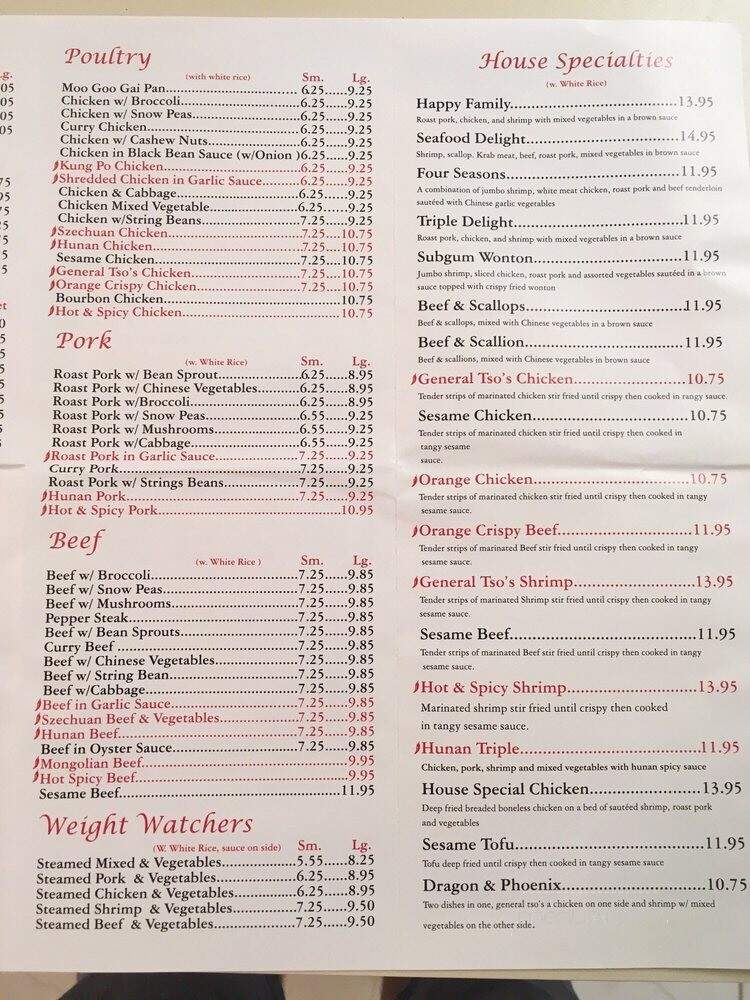 Poultry
(with white rice) Sm. Lg.
Moo Goo Gai Pan.................................. 6.25......9.25
Chicken w/ Broccoli..............................6.25......9.25
Chicken w/ Snow Peas...........................6.25......9.25
Curry Chicken......................................6.25......9.25
Chicken w/ Cashew Nuts.......................6.25......9.25
Chicken in Black Bean Sauce (w/Onion )6.25......9.25
Kung Po Chicken..................................6.25......9.25
Shredded Chicken in Garlic Sauce........6.25......9.25
Chicken & Cabbage...............................6.25......9.25
Chicken Mixed Vegetable......................6.25......9.25
Chicken w/String Beans........................7.25......9.25
Szechuan Chicken.................................7.25....10.75
Hunan Chicken.....................................7.25....10.75
Sesame Chicken....................................7.25....10.75
General Tso's Chicken...........................7.25....10.75
Orange Crispy Chicken..........................7.25....10.75
Bourbon Chicken...........................................10.75
Hot & Spicy Chicken......................................10.75
Pork
(w. White Rice) Sm. Lg.
Roast Pork w/ Bean Sprout....................6.25......8.95
Roast Pork w/ Chinese Vegetables..........6.25......8.95
Roast Pork w/Broccoli...........................6.25......8.95
Roast Pork w/ Snow Peas......................6.55......9.25
Roast Pork w/ Mushrooms.....................6.55......9.25
Roast Pork w/Cabbage...........................6.55......9.25
Roast Pork in Garlic Sauce.....................7.25......9.25
Curry Pork...........................................7.25......9.25
Roast Pork w/ Strings Beans..................7.25......9.25
Hunan Pork..........................................7.25......9.25
Hot & Spicy Pork...........................................10.95
Beef
(w. White Rice ) Sm. Lg.
Beef w/ Broccoli....................................7.25......9.85
Beef w/ Snow Peas................................7.25......9.85
Beef w/ Mushrooms...............................7.25......9.85
Pepper Steak.........................................7.25......9.85
Beef w/ Bean Sprouts............................7.25......9.85
Curry Beef ...........................................7.25......9.85
Beef w/ Chinese Vegetables....................7.25......9.85
Beef w/ String Bean...............................7.25......9.85
Beef w/Cabbage.....................................7.25......9.85
Beef in Garlic Sauce...............................7.25......9.85
Szechuan Beef & Vegetables...................7.25......9.85
Hunan Beef...........................................7.25......9.85
Beef in Oyster Sauce..............................7.25......9.85
Mongolian Beef...............................................9.95
Hot Spicy Beef................................................9.95
Sesame Beef..................................................11.95
Weight Watchers
(W. White Rice, sauce on side) Sm. Lg.
Steamed Mixed & Vegetables.................5.55......8.25
Steamed Pork & Vegetables..................6.25......8.95
Steamed Chicken & Vegetables..............6.25......8.95
Steamed Shrimp & Vegetables..............7.25......9.50
Steamed Beef & Vegetables..................7.25......9.50
House Specialties
(w. White Rice)
Happy Family.....................................13.95
Roast pork, chicken, and shrimp with mixed vegetables in a brown sauce
Seafood Delight..................................14.95
Shrimp, scallop. Krab meat, beef, roast pork, mixed vegetables in brown sauce
Four Seasons......................................11.95
A combination of jumbo shrimp, white meat chicken, roast pork and beef tenderloin
sautéed with Chinese garlic vegetables
Triple Delight.....................................11.95
Roast pork, chicken, and shrimp with mixed vegetables in a brown sauce
Subgum Wonton................................11.95
Jumbo shrimp, sliced chicken, roast pork and assorted vegetables sautéed in a brown
sauce topped with crispy fried wonton
Beef & Scallops...................................11.95
Beef & scallops, mixed with Chinese vegetables in a brown sauce
Beef & Scallion...................................11.95
Beef & scallions, mixed with Chinese vegetables in brown sauce
General Tso's Chicken.........................10.75
Tender strips of marinated chicken stir fried until crispy then cooked in rangy sauce.
Sesame Chicken..................................10.75
Tender strips of marinated chicken stir fried until crispy then cooked in
tangy sesame
sauce.
Orange Chicken..................................10.75
Tender strips of marinated chicken stir fried until crispy then cooked in tangy
sesame sauce.
Orange Crispy Beef.............................11.95
Tender strips of marinated Beef stir fried until crispy then cooked in tangy
sesame sauce.
General Tso's Shrimp..........................13.95
Tender strips of marinated Shrimp stir fried until crispy then cooked in tangy
sesame sauce.
Sesame Beef........................................11.95
Tender strips of marinated Beef stir fried until crispy then cooked in tangy
sesame sauce.
Hot & Spicy Shrimp............................13.95
Marinated shrimp stir fried until crispy then cooked
in tangy sesame sauce.
Hunan Triple......................................11.95
Chicken, pork, shrimp and mixed vegetables with hunan spicy sauce
House Special Chicken........................13.95
Deep fried breaded boneless chicken on a bed of sautéed shrimp, roast pork
and vegetables
Sesame Tofu.......................................11.95
Tofu deep fried until crispy then cooked in tangy sesame sauce
Dragon & Phoenix..............................10.75
Two dishes in one, general tso's a chicken on one side and shrimp w/ mixed
vegetables on the other side.